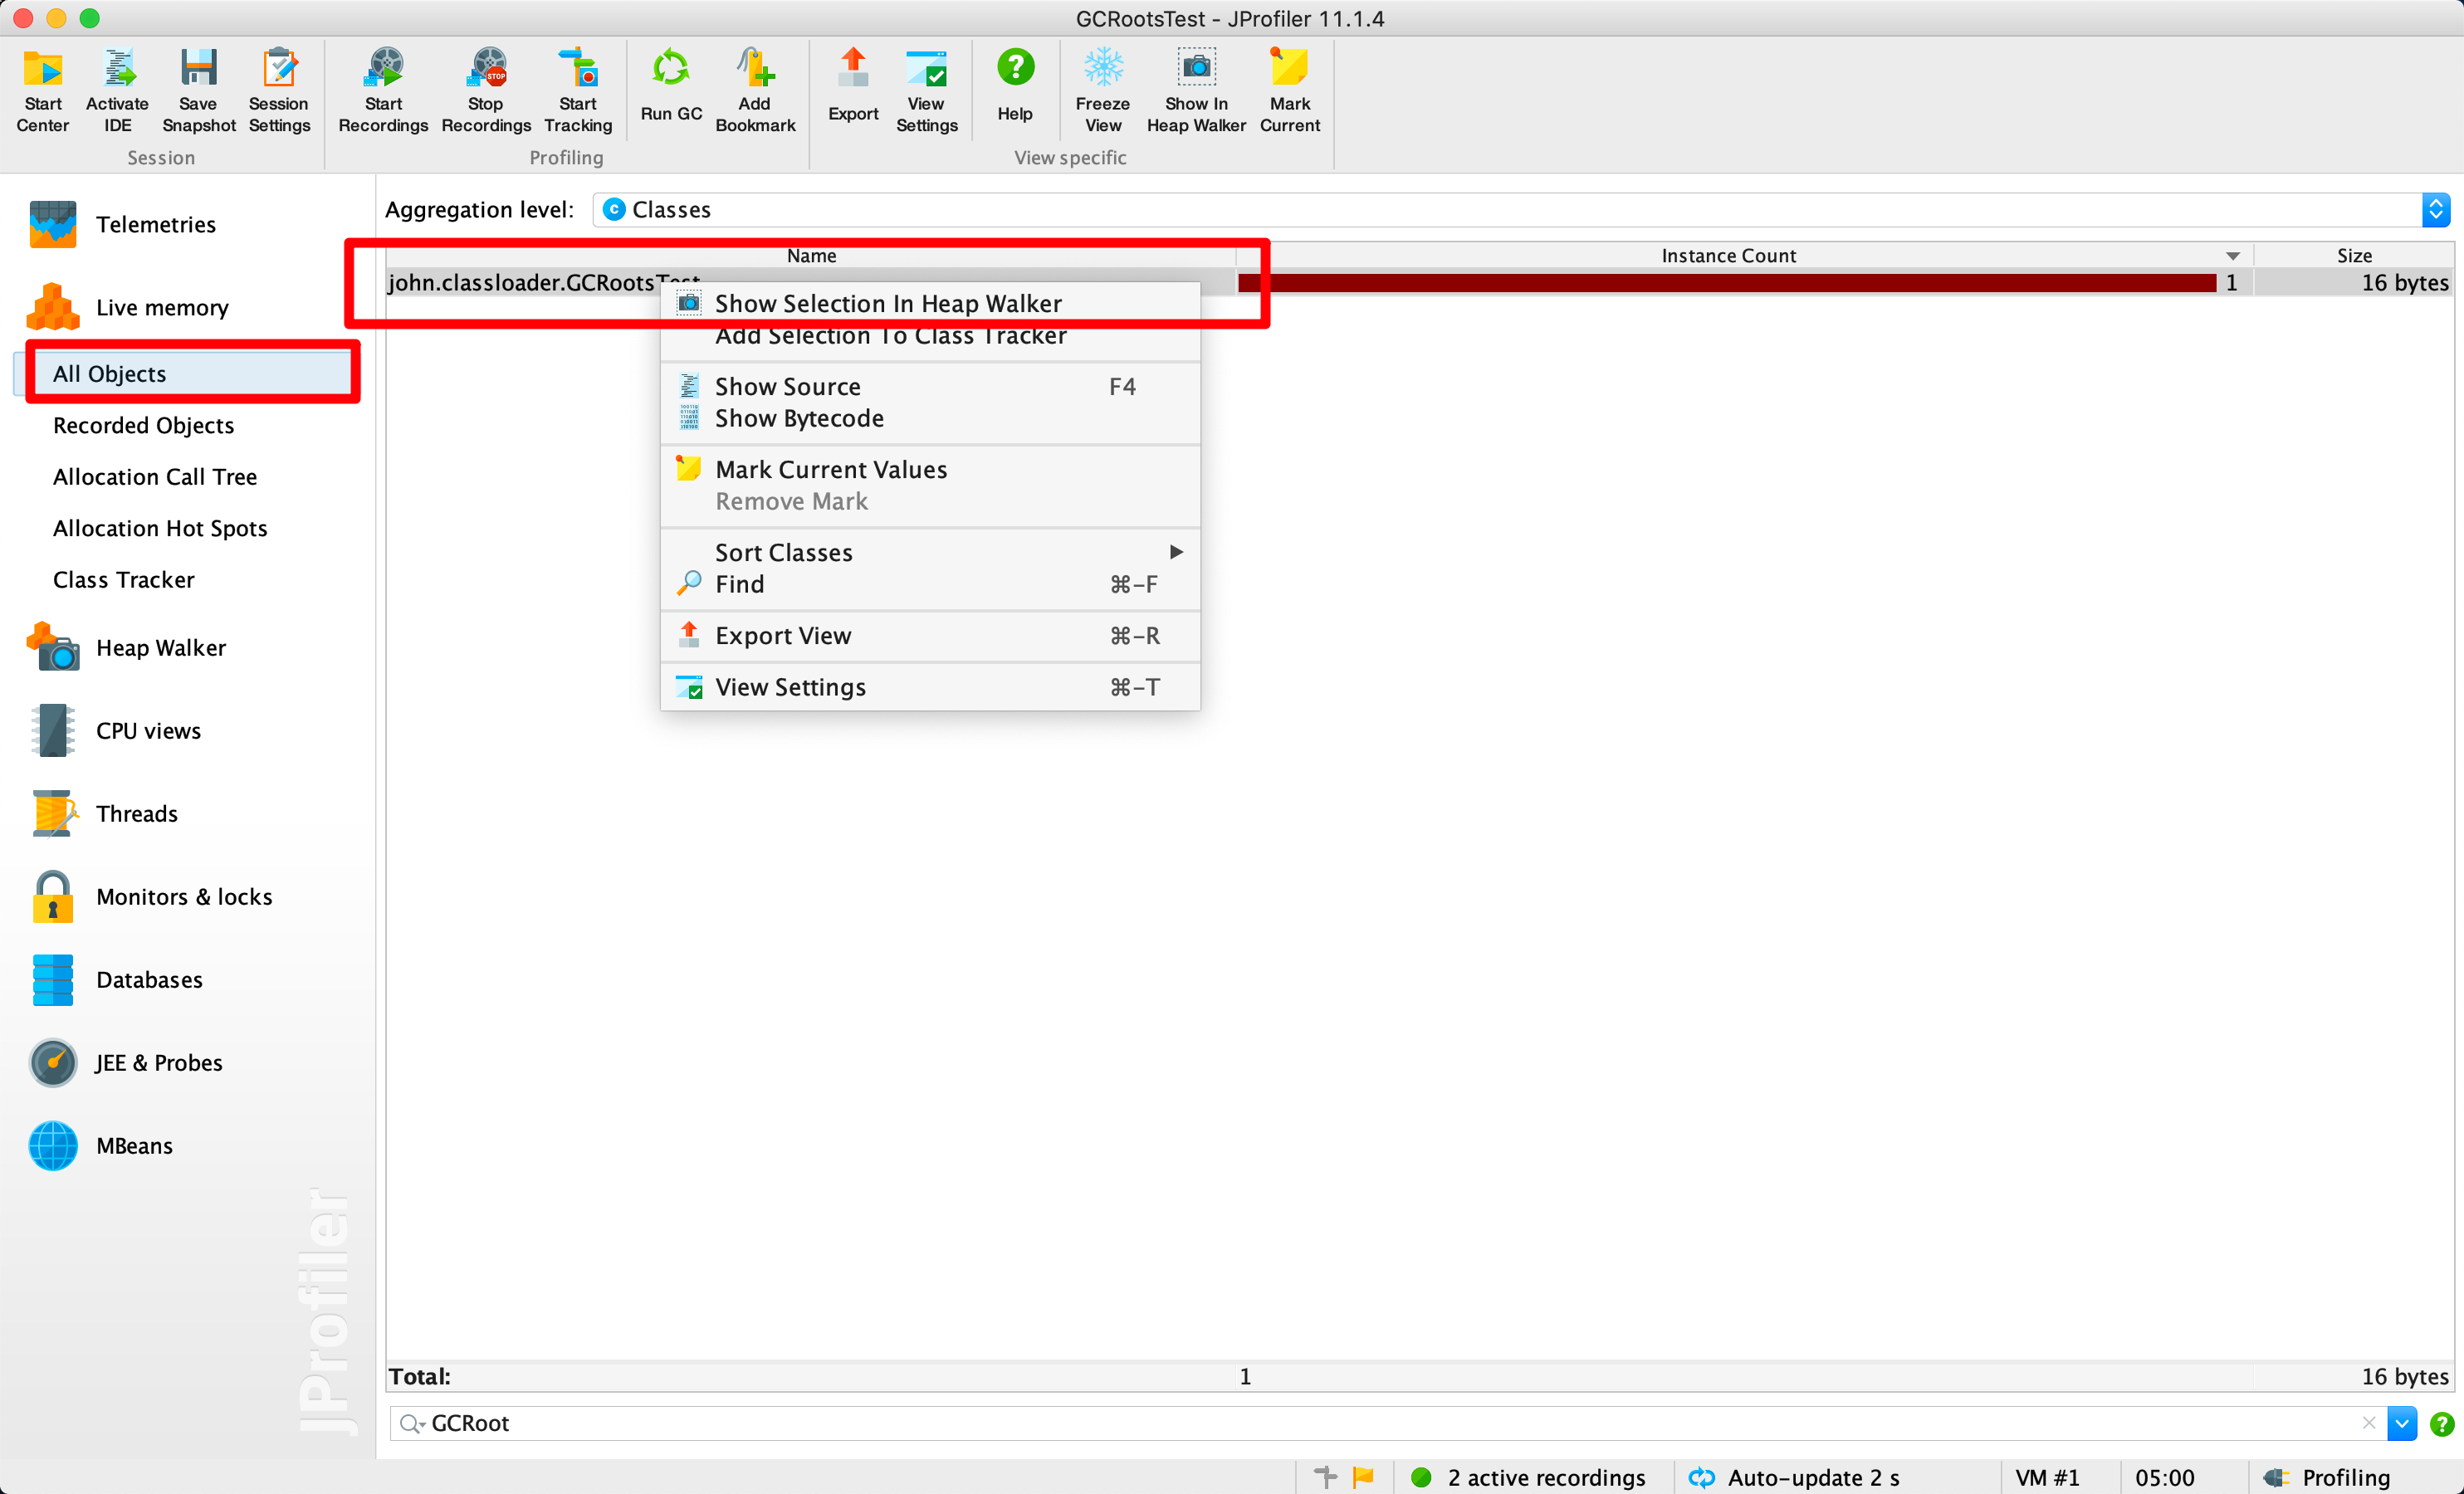 GCRootsTest - JProfiler 11.1.4
Start Center
Activate IDE
Save Snapshot
Session Settings
Start Recordings
Stop Recordings
Start Tracking
Run GC
Add Bookmark
Export
View Settings
Help
Freeze View
Show In Heap Walker
Mark Current
Session
Profiling
View specific
Telemetries
Live memory
All Objects
Recorded Objects
Allocation Call Tree
Allocation Hot Spots
Class Tracker
Heap Walker
CPU views
Threads
Monitors & locks
Databases
JEE & Probes
MBeans
JProfiler
Aggregation level: C Classes
Name Instance Count Size
john.classloader.GCRootsTest 1 16 bytes
Show Selection In Heap Walker
Add Selection To Class Tracker
Show Source F4
Show Bytecode
Mark Current Values
Remove Mark
Sort Classes
Find ⌘-F
Export View ⌘-R
View Settings ⌘-T
Total: 1 16 bytes
GCRoot
2 active recordings Auto-update 2 s VM #1 05:00 Profiling